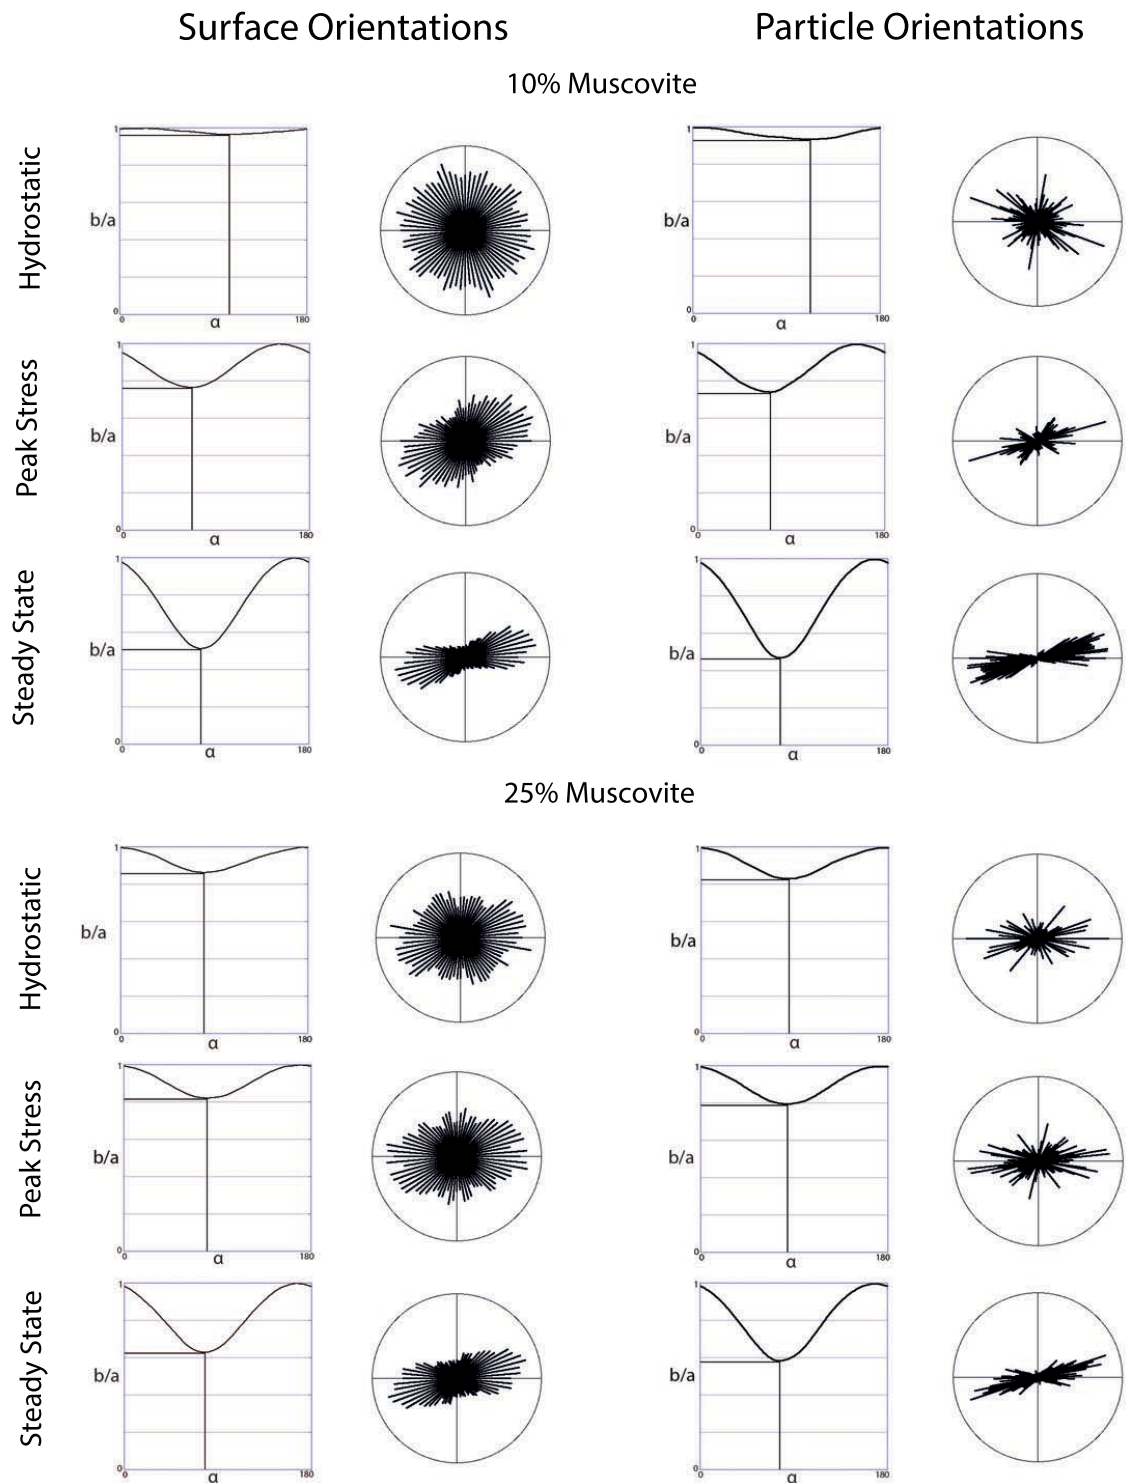 Surface Orientations Particle Orientations
10% Muscovite
Hydrostatic
1 b/a 0 α 180
1 b/a 0 α 180
Peak Stress
1 b/a 0 α 180
1 b/a 0 α 180
Steady State
1 b/a 0 α 180
1 b/a 0 α 180
25% Muscovite
Hydrostatic
1 b/a 0 α 180
1 b/a 0 α 180
Peak Stress
1 b/a 0 α 180
1 b/a 0 α 180
Steady State
1 b/a 0 α 180
1 b/a 0 α 180